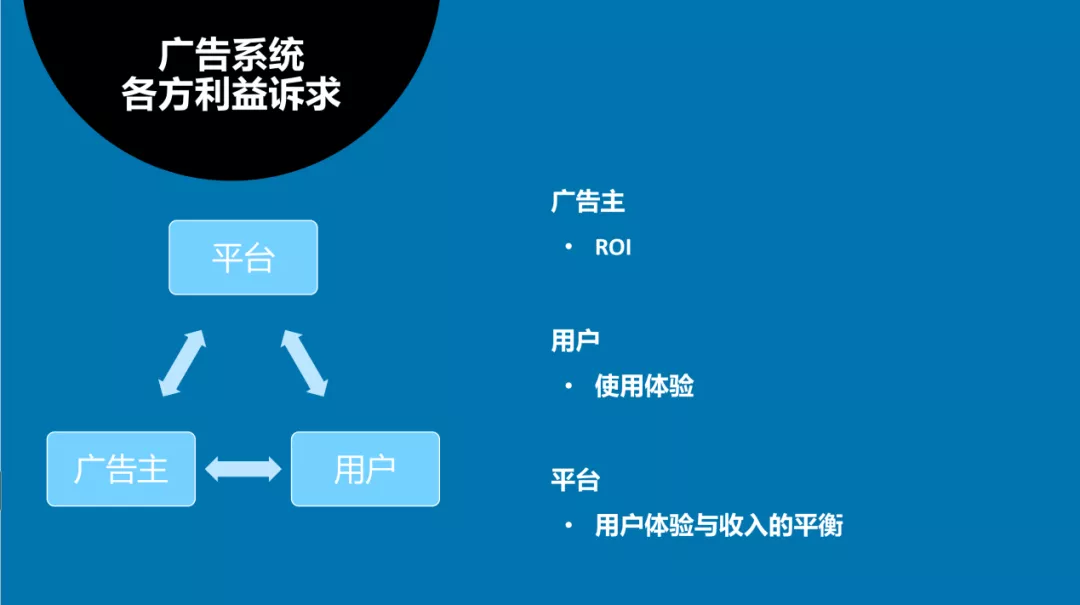 广告系统
各方利益诉求
平台
广告主
用户
广告主
• ROI
用户
• 使用体验
平台
• 用户体验与收入的平衡